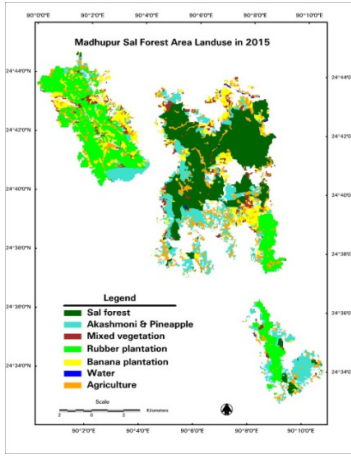 90°0'0"E 90°2'0"E 90°4'0"E 90°6'0"E 90°8'0"E 90°10'0"E
Madhupur Sal Forest Area Landuse in 2015
24°44'0"N 24°44'0"N
24°42'0"N 24°42'0"N
24°40'0"N 24°40'0"N
24°38'0"N 24°38'0"N
24°36'0"N 24°36'0"N
24°34'0"N 24°34'0"N
Legend
Sal forest
Akashmoni & Pineapple
Mixed vegetation
Rubber plantation
Banana plantation
Water
Agriculture
Scale
Kilometers
90°2'0"E 90°4'0"E 90°6'0"E 90°8'0"E 90°10'0"E